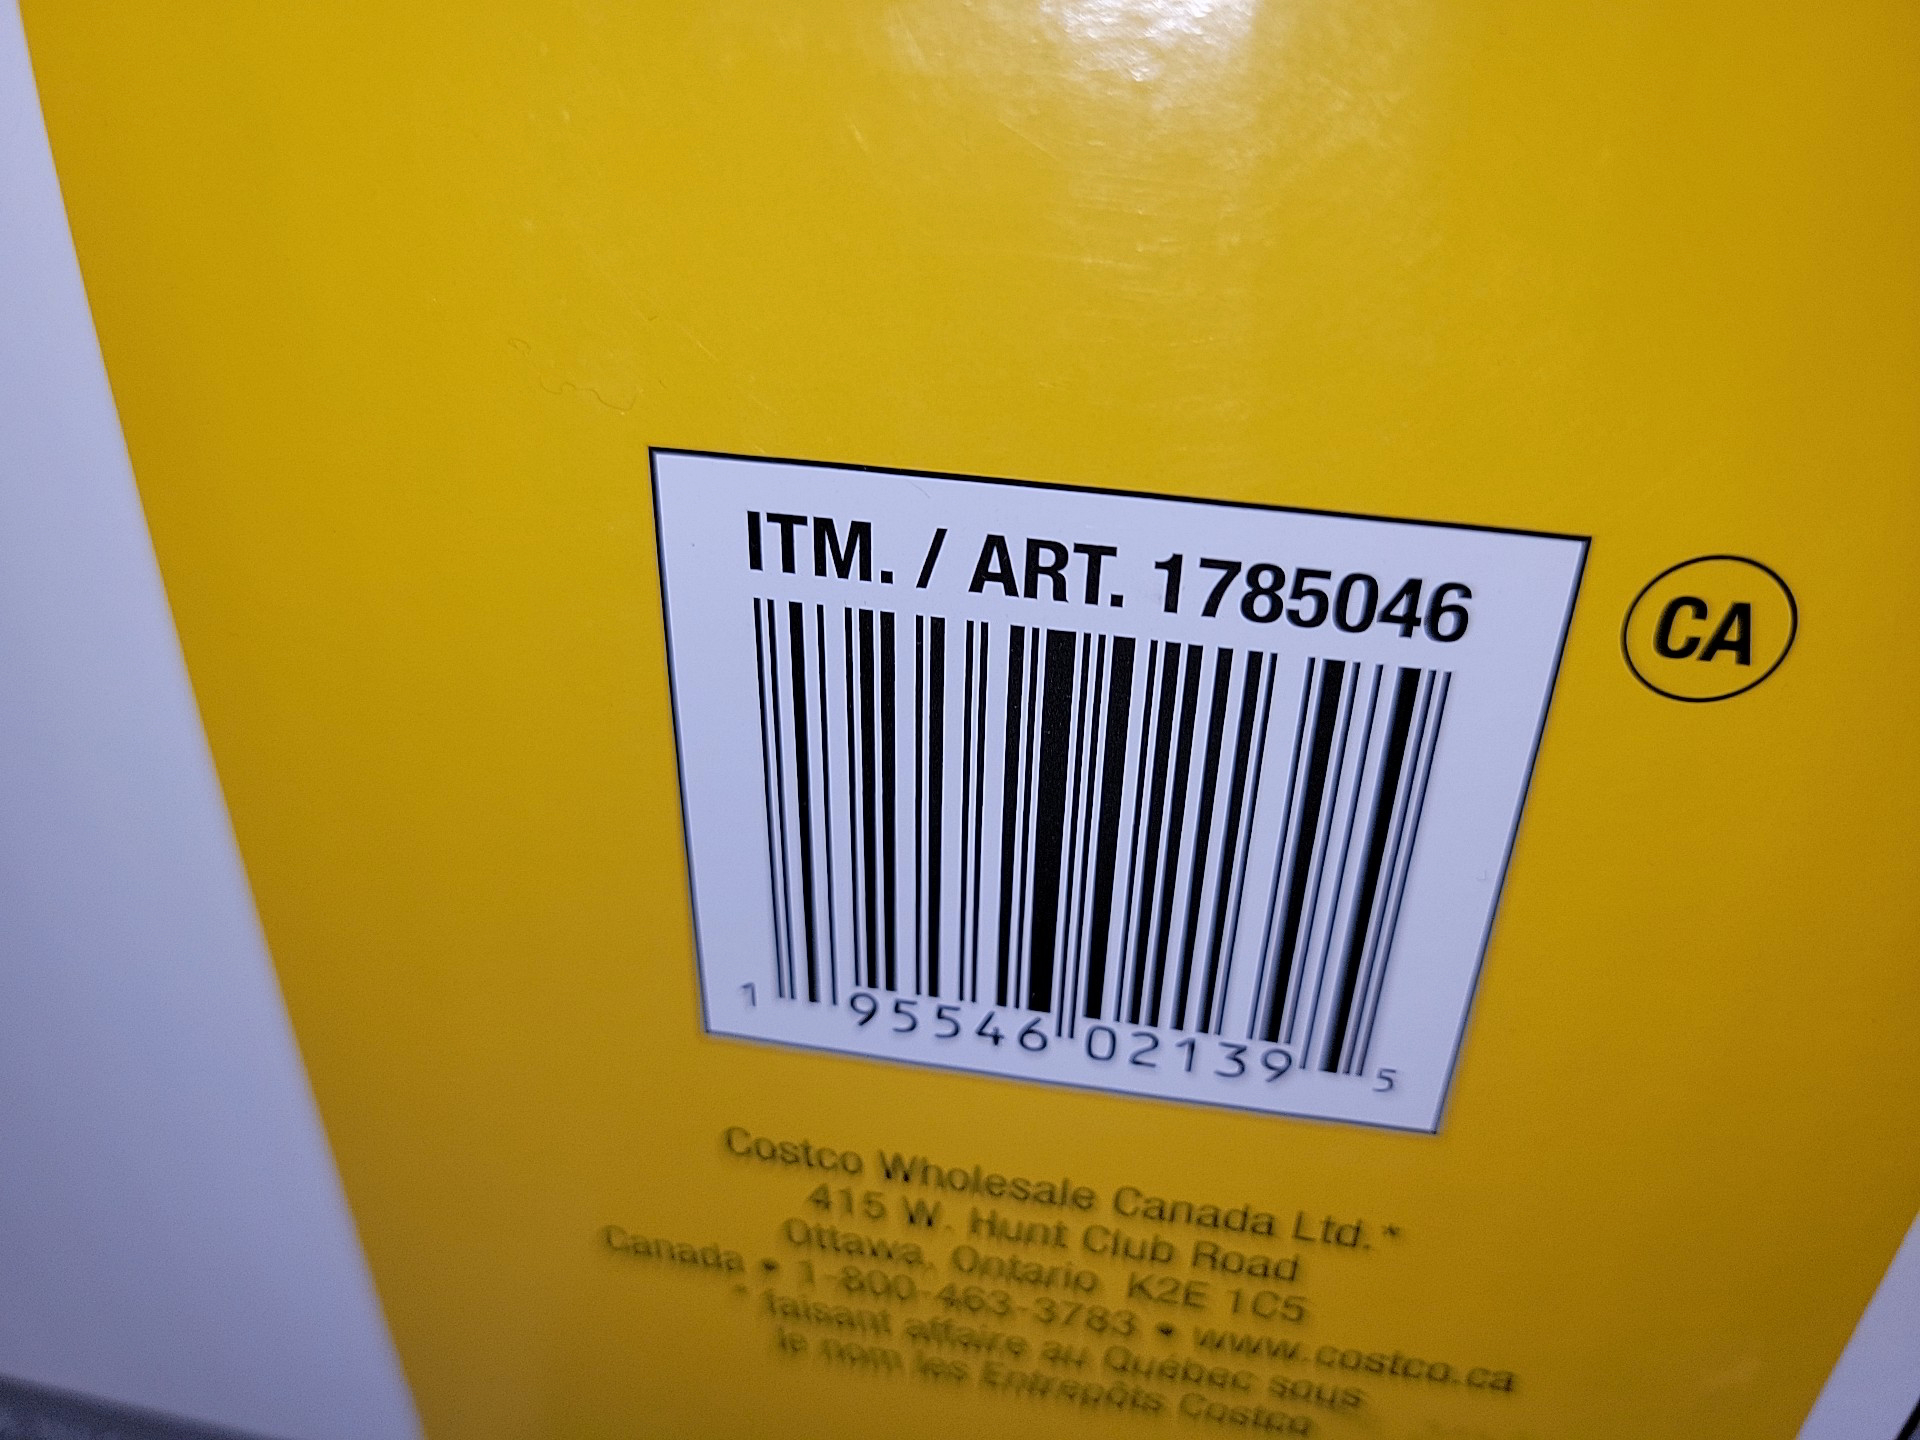 ITM. / ART. 1785046
CA
1 95546 02139 5
Costco Wholesale Canada Ltd.*
415 W. Hunt Club Road
Ottawa, Ontario K2E 1C5
Canada • 1-800-463-3783 • www.costco.ca
* faisant affaire au Québec sous
le nom les Entrepôts Costco